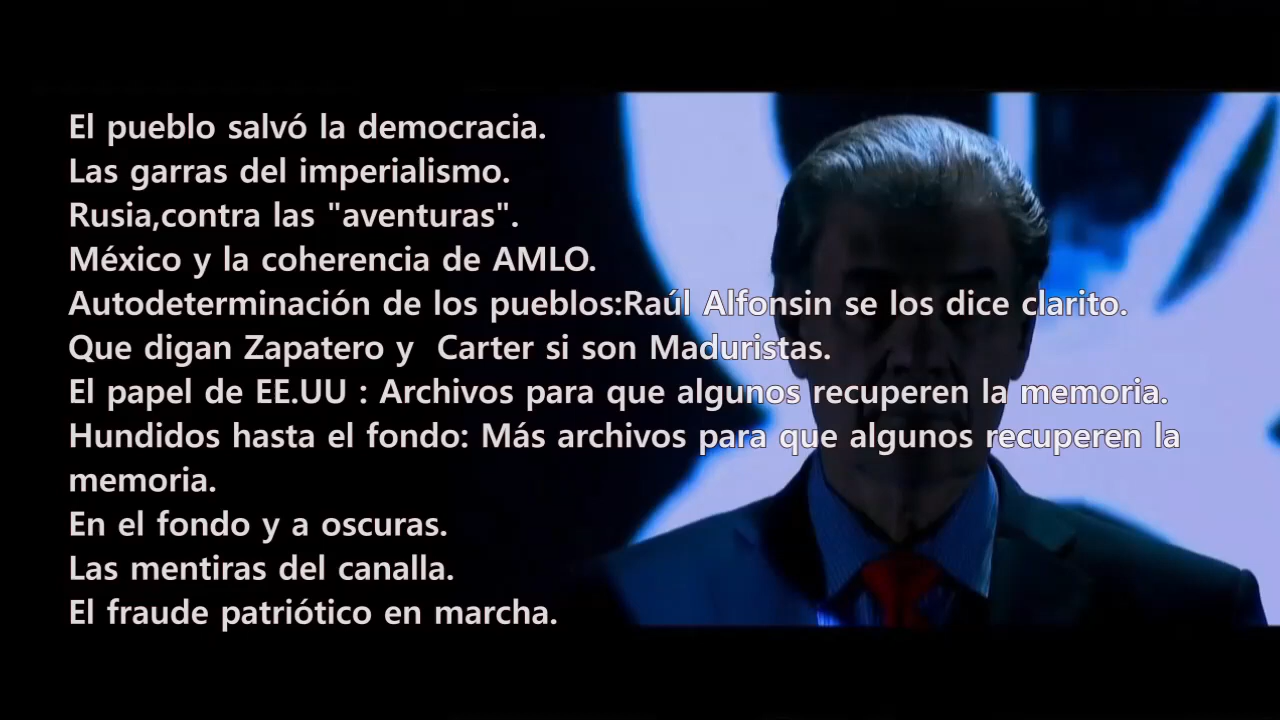 El pueblo salvó la democracia.
Las garras del imperialismo.
Rusia,contra las "aventuras".
México y la coherencia de AMLO.
Autodeterminación de los pueblos:Raúl Alfonsin se los dice clarito.
Que digan Zapatero y  Carter si son Maduristas.
El papel de EE.UU : Archivos para que algunos recuperen la memoria.
Hundidos hasta el fondo: Más archivos para que algunos recuperen la
memoria.
En el fondo y a oscuras.
Las mentiras del canalla.
El fraude patriótico en marcha.